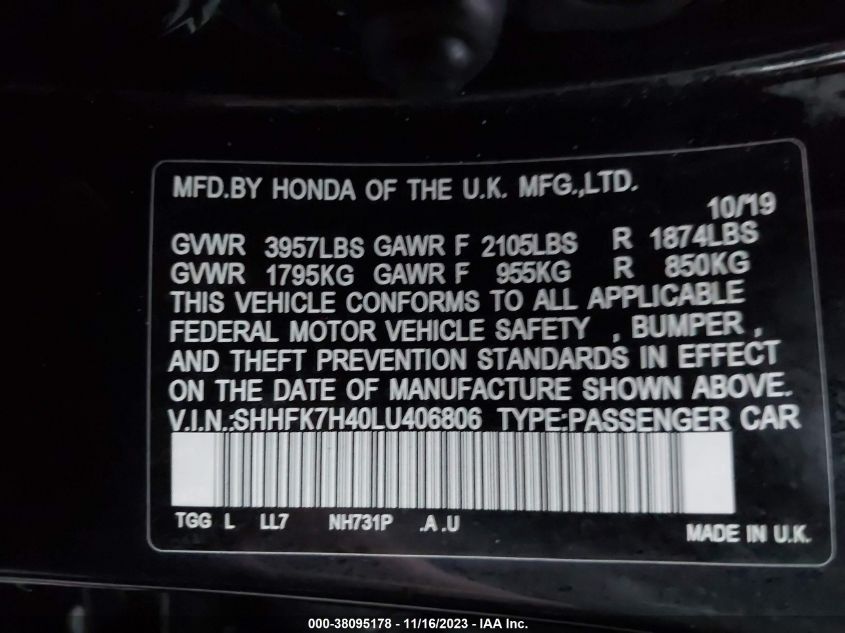 MFD.BY HONDA OF THE U.K. MFG.,LTD.
10/19
GVWR 3957LBS GAWR F 2105LBS R 1874LBS
GVWR 1795KG GAWR F 955KG R 850KG
THIS VEHICLE CONFORMS TO ALL APPLICABLE
FEDERAL MOTOR VEHICLE SAFETY , BUMPER ,
AND THEFT PREVENTION STANDARDS IN EFFECT
ON THE DATE OF MANUFACTURE SHOWN ABOVE.
V.I.N.:SHHFK7H40LU406806 TYPE:PASSENGER CAR
TGG L LL7 NH731P .A .U
MADE IN U.K.
000-38095178 - 11/16/2023 - IAA Inc.